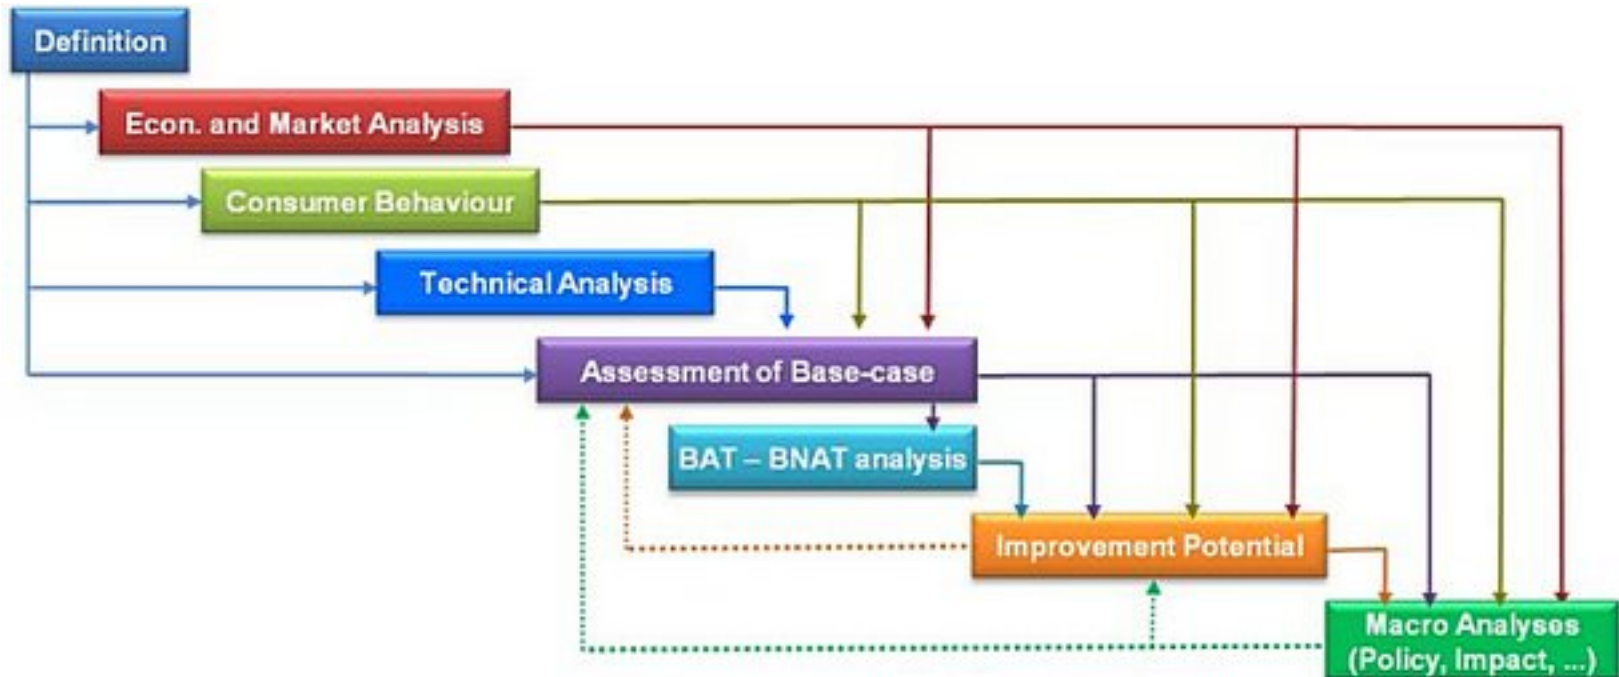 Definition
Econ. and Market Analysis
Consumer Behaviour
Technical Analysis
Assessment of Base-case
BAT – BNAT analysis
Improvement Potential
Macro Analyses
(Policy, Impact, ...)